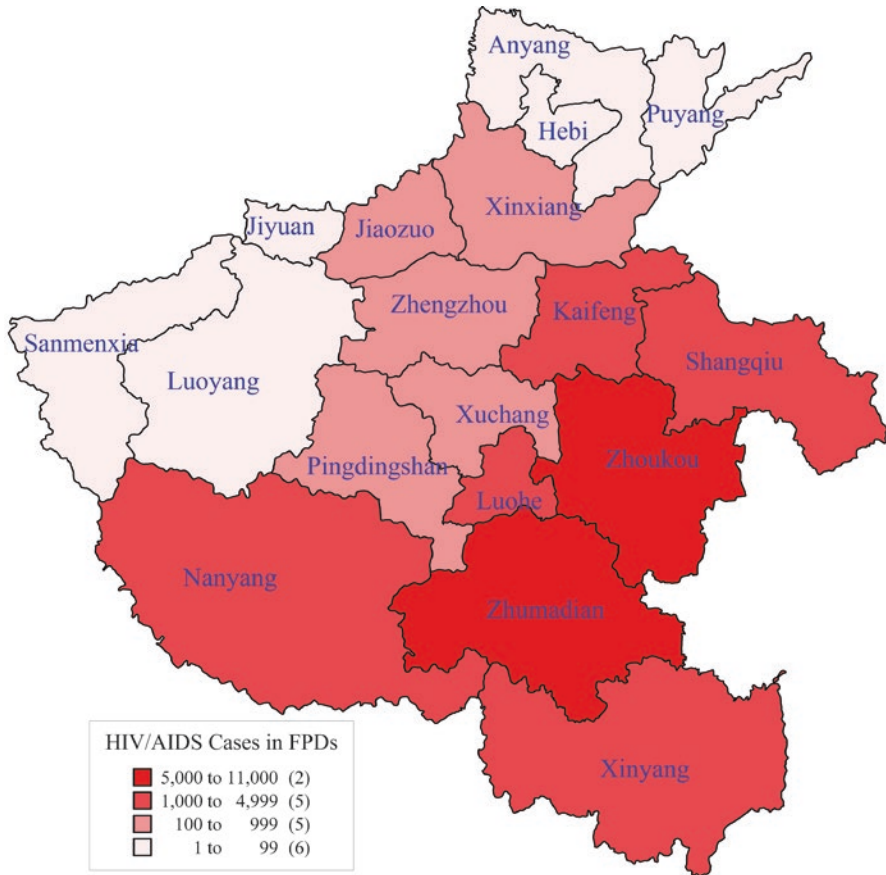 Anyang
Puyang
Hebi
Xinxiang
Jiyuan
Jiaozuo
Zhengzhou
Kaifeng
Sanmenxia
Shangqiu
Luoyang
Xuchang
Pingdingshan
Zhoukou
Luohe
Nanyang
Zhumadian
Xinyang
HIV/AIDS Cases in FPDs
5,000 to 11,000 (2)
1,000 to 4,999 (5)
100 to 999 (5)
1 to 99 (6)